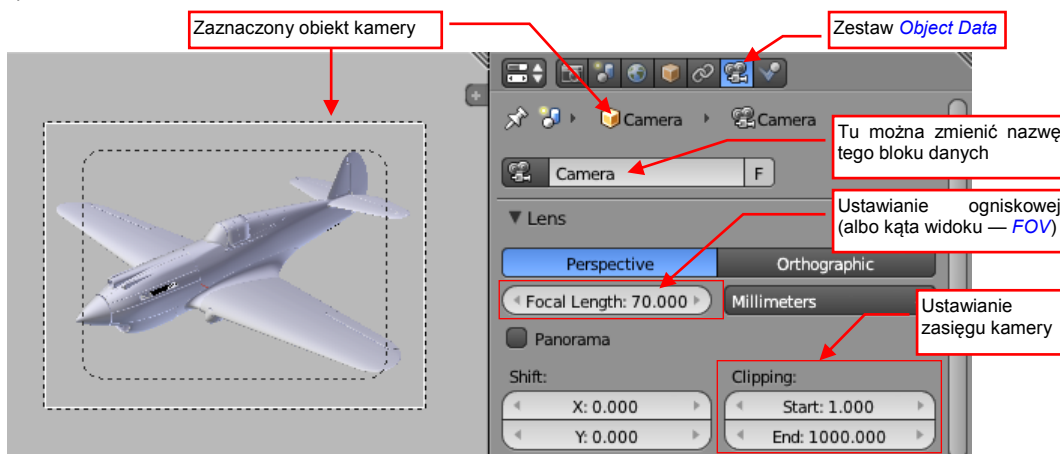 Zaznaczony obiekt kamery
Zestaw Object Data
Camera
Camera
Tu można zmienić nazwę
tego bloku danych
Camera
F
Ustawianie ogniskowej
(albo kąta widoku — FOV)
Lens
Perspective
Orthographic
Focal Length: 70.000
Millimeters
Ustawianie
zasięgu kamery
Panorama
Shift:
Clipping:
X: 0.000
Start: 1.000
Y: 0.000
End: 1000.000